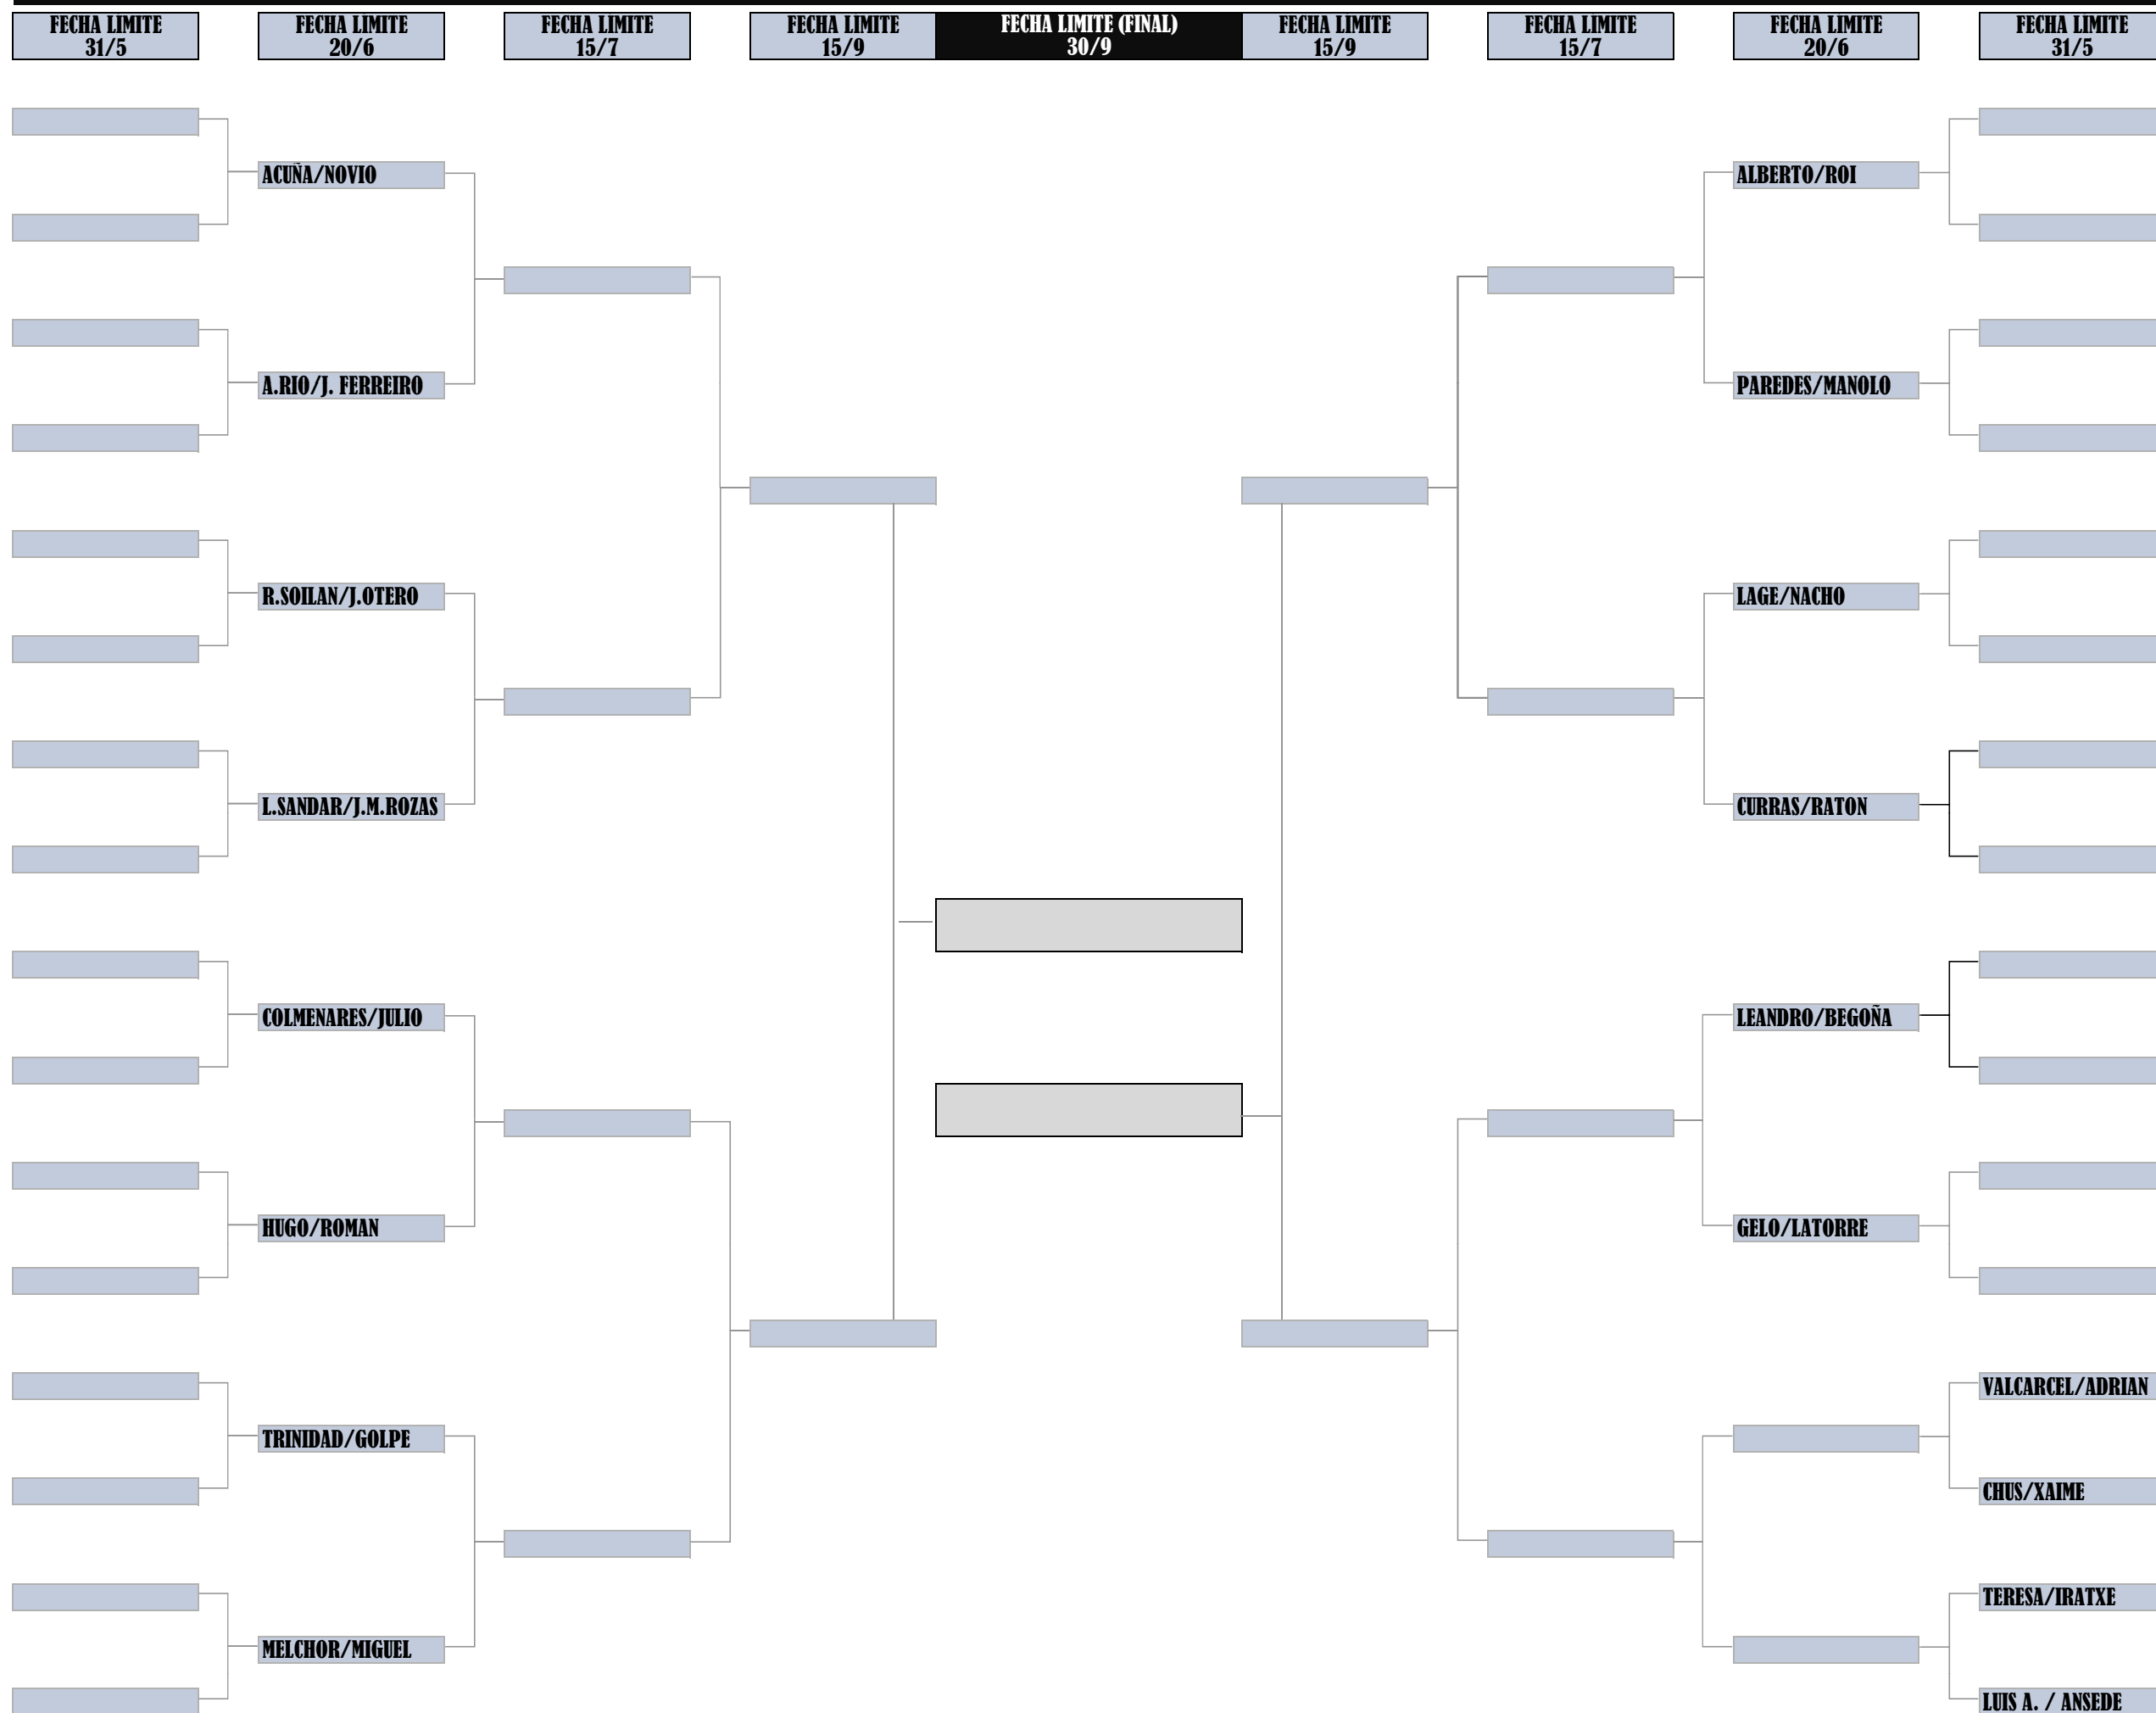 FECHA LIMITE
31/5
FECHA LIMITE
20/6
FECHA LIMITE
15/7
FECHA LIMITE
15/9
FECHA LIMITE (FINAL)
30/9
FECHA LIMITE
15/9
FECHA LIMITE
15/7
FECHA LIMITE
20/6
FECHA LIMITE
31/5
ACUÑA/NOVIO
ALBERTO/ROI
A.RIO/J. FERREIRO
PAREDES/MANOLO
R.SOILAN/J.OTERO
LAGE/NACHO
L.SANDAR/J.M.ROZAS
CURRAS/RATON
COLMENARES/JULIO
LEANDRO/BEGOÑA
HUGO/ROMAN
GELO/LATORRE
VALCARCEL/ADRIAN
TRINIDAD/GOLPE
CHUS/XAIME
TERESA/IRATXE
MELCHOR/MIGUEL
LUIS A. / ANSEDE